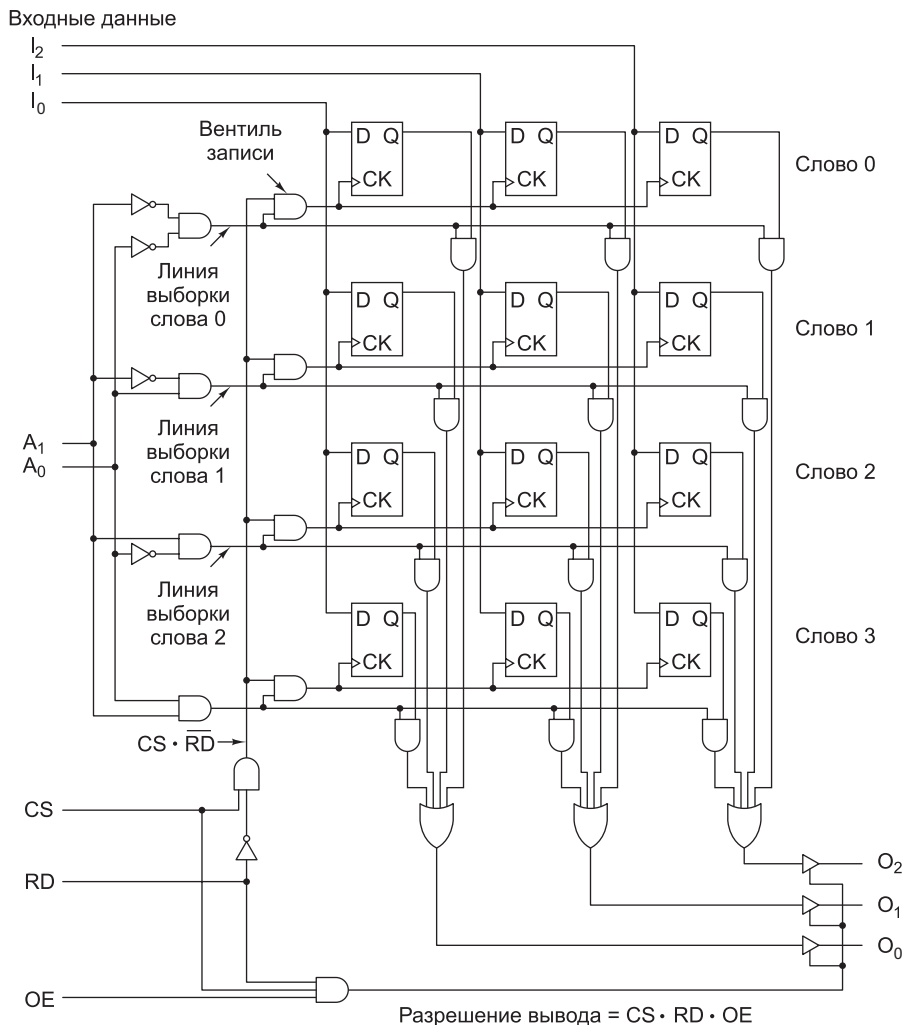 Входные данные
I₂
I₁
I₀
Вентиль
записи
D Q
CK
D Q
CK
D Q
CK
Слово 0
Линия
выборки
слова 0
D Q
CK
D Q
CK
D Q
CK
Слово 1
A₁
A₀
Линия
выборки
слова 1
D Q
CK
D Q
CK
D Q
CK
Слово 2
Линия
выборки
слова 2
D Q
CK
D Q
CK
D Q
CK
Слово 3
CS · R̅D̅
CS
RD
OE
O₂
O₁
O₀
Разрешение вывода = CS · RD · OE